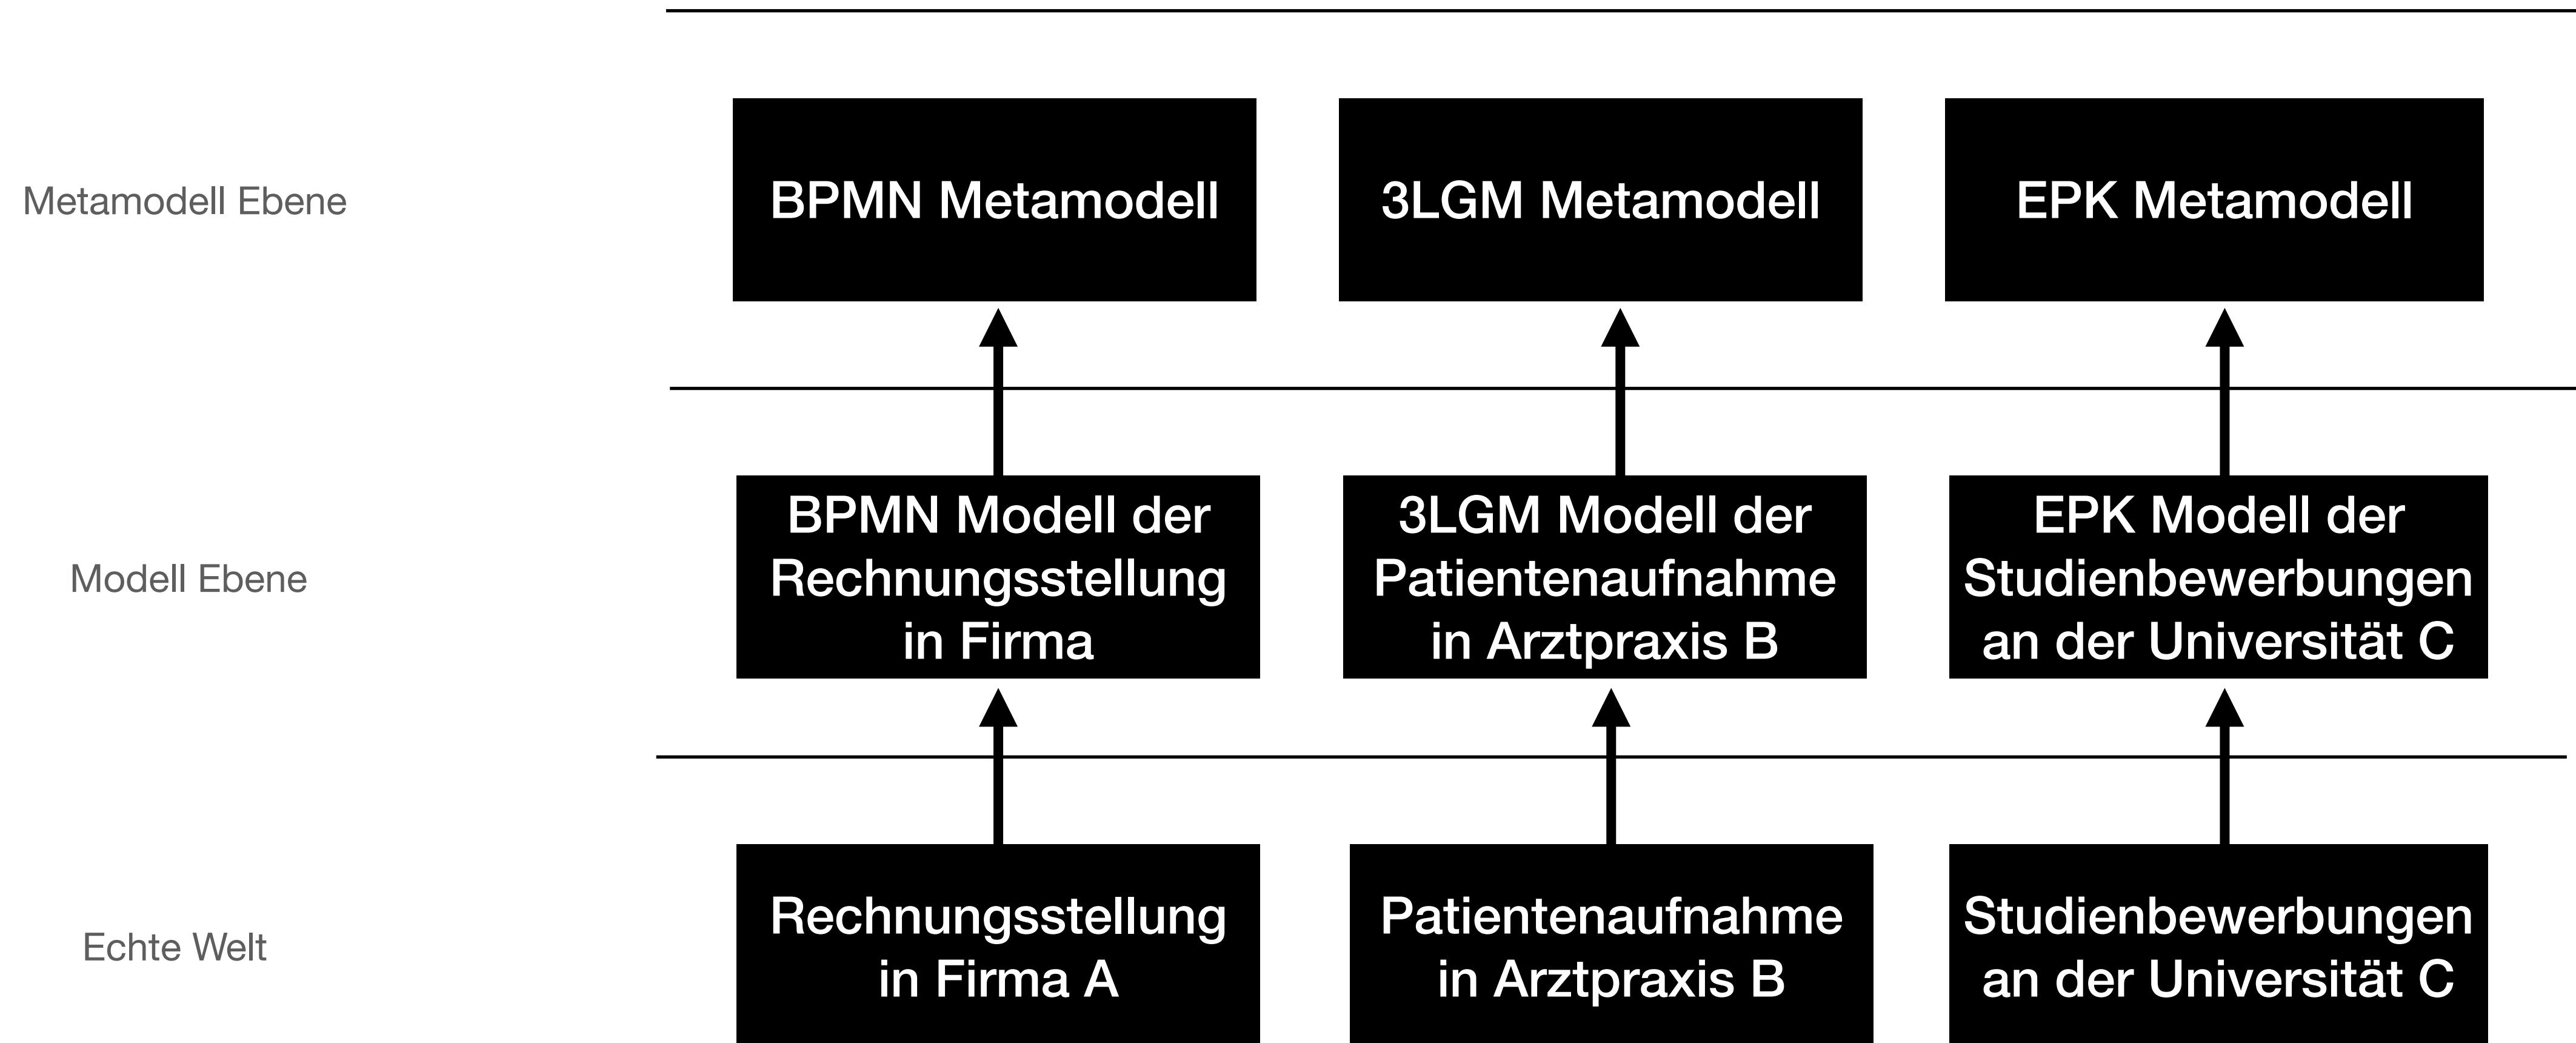 Metamodell Ebene
BPMN Metamodell
3LGM Metamodell
EPK Metamodell
Modell Ebene
BPMN Modell der
Rechnungsstellung
in Firma
3LGM Modell der
Patientenaufnahme
in Arztpraxis B
EPK Modell der
Studienbewerbungen
an der Universität C
Echte Welt
Rechnungsstellung
in Firma A
Patientenaufnahme
in Arztpraxis B
Studienbewerbungen
an der Universität C